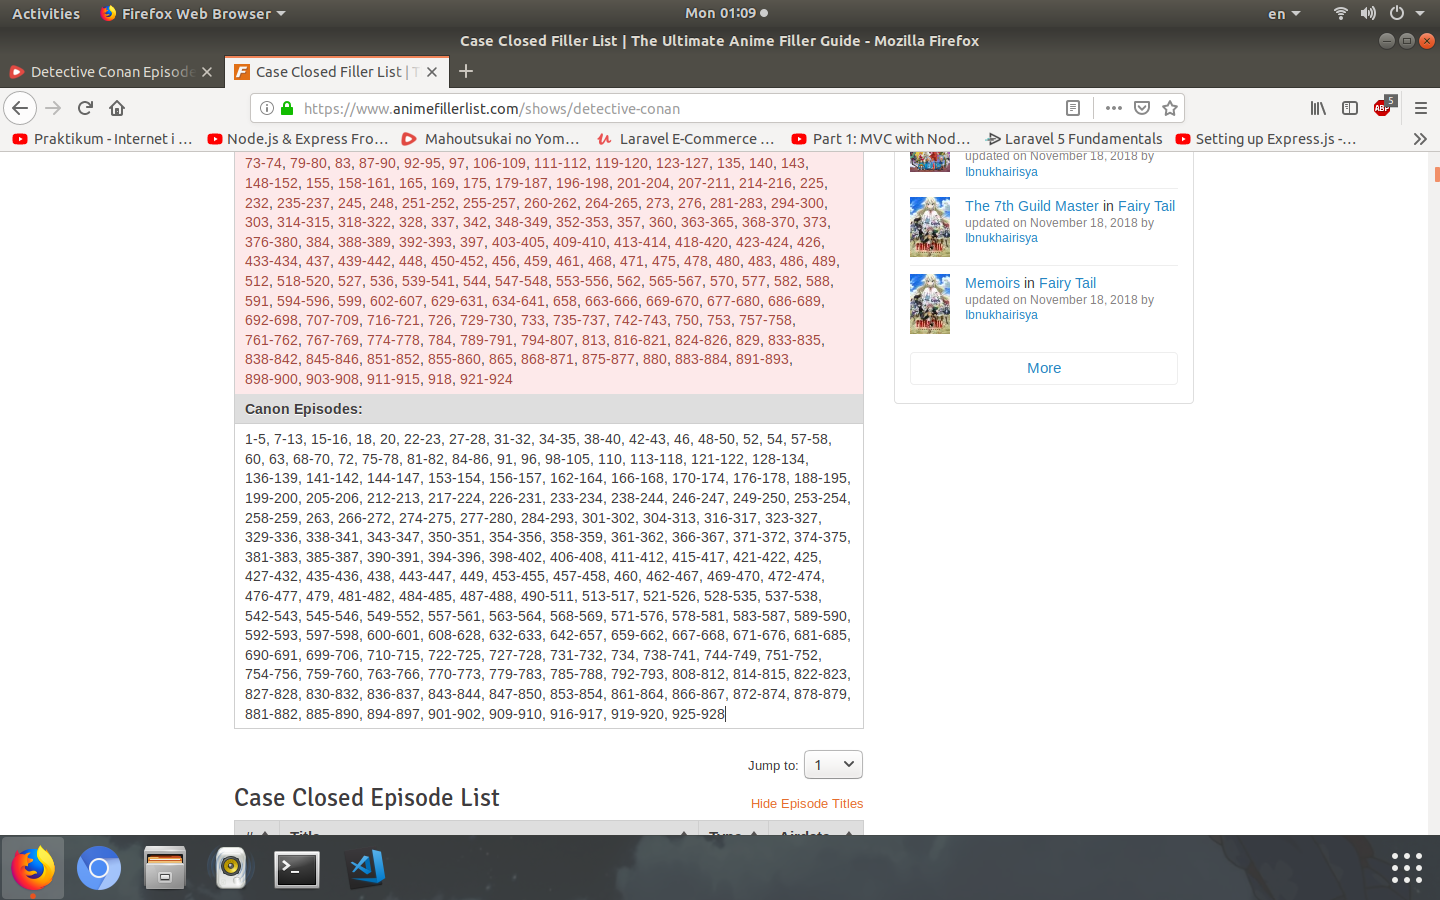 Activities Firefox Web Browser Mon 01:09 en
Case Closed Filler List | The Ultimate Anime Filler Guide - Mozilla Firefox
Detective Conan Episode Case Closed Filler List | T
https://www.animefillerlist.com/shows/detective-conan ABP 5
Praktikum - Internet i … Node.js & Express Fro… Mahoutsukai no Yom… Laravel E-Commerce … Part 1: MVC with Nod… Laravel 5 Fundamentals Setting up Express.js -…
73-74, 79-80, 83, 87-90, 92-95, 97, 106-109, 111-112, 119-120, 123-127, 135, 140, 143,
148-152, 155, 158-161, 165, 169, 175, 179-187, 196-198, 201-204, 207-211, 214-216, 225,
232, 235-237, 245, 248, 251-252, 255-257, 260-262, 264-265, 273, 276, 281-283, 294-300,
303, 314-315, 318-322, 328, 337, 342, 348-349, 352-353, 357, 360, 363-365, 368-370, 373,
376-380, 384, 388-389, 392-393, 397, 403-405, 409-410, 413-414, 418-420, 423-424, 426,
433-434, 437, 439-442, 448, 450-452, 456, 459, 461, 468, 471, 475, 478, 480, 483, 486, 489,
512, 518-520, 527, 536, 539-541, 544, 547-548, 553-556, 562, 565-567, 570, 577, 582, 588,
591, 594-596, 599, 602-607, 629-631, 634-641, 658, 663-666, 669-670, 677-680, 686-689,
692-698, 707-709, 716-721, 726, 729-730, 733, 735-737, 742-743, 750, 753, 757-758,
761-762, 767-769, 774-778, 784, 789-791, 794-807, 813, 816-821, 824-826, 829, 833-835,
838-842, 845-846, 851-852, 855-860, 865, 868-871, 875-877, 880, 883-884, 891-893,
898-900, 903-908, 911-915, 918, 921-924
Canon Episodes:
1-5, 7-13, 15-16, 18, 20, 22-23, 27-28, 31-32, 34-35, 38-40, 42-43, 46, 48-50, 52, 54, 57-58,
60, 63, 68-70, 72, 75-78, 81-82, 84-86, 91, 96, 98-105, 110, 113-118, 121-122, 128-134,
136-139, 141-142, 144-147, 153-154, 156-157, 162-164, 166-168, 170-174, 176-178, 188-195,
199-200, 205-206, 212-213, 217-224, 226-231, 233-234, 238-244, 246-247, 249-250, 253-254,
258-259, 263, 266-272, 274-275, 277-280, 284-293, 301-302, 304-313, 316-317, 323-327,
329-336, 338-341, 343-347, 350-351, 354-356, 358-359, 361-362, 366-367, 371-372, 374-375,
381-383, 385-387, 390-391, 394-396, 398-402, 406-408, 411-412, 415-417, 421-422, 425,
427-432, 435-436, 438, 443-447, 449, 453-455, 457-458, 460, 462-467, 469-470, 472-474,
476-477, 479, 481-482, 484-485, 487-488, 490-511, 513-517, 521-526, 528-535, 537-538,
542-543, 545-546, 549-552, 557-561, 563-564, 568-569, 571-576, 578-581, 583-587, 589-590,
592-593, 597-598, 600-601, 608-628, 632-633, 642-657, 659-662, 667-668, 671-676, 681-685,
690-691, 699-706, 710-715, 722-725, 727-728, 731-732, 734, 738-741, 744-749, 751-752,
754-756, 759-760, 763-766, 770-773, 779-783, 785-788, 792-793, 808-812, 814-815, 822-823,
827-828, 830-832, 836-837, 843-844, 847-850, 853-854, 861-864, 866-867, 872-874, 878-879,
881-882, 885-890, 894-897, 901-902, 909-910, 916-917, 919-920, 925-928
Jump to: 1
Case Closed Episode List
Hide Episode Titles
# Title Type Airdate
updated on November 18, 2018 by
Ibnukhairisya
The 7th Guild Master in Fairy Tail
updated on November 18, 2018 by
Ibnukhairisya
Memoirs in Fairy Tail
updated on November 18, 2018 by
Ibnukhairisya
More